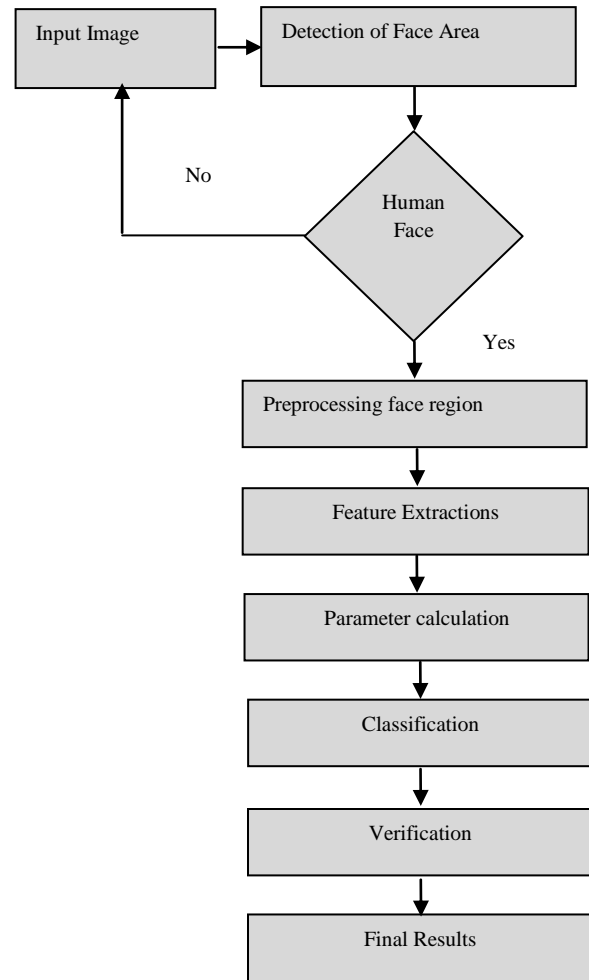 Input Image
Detection of Face Area
No
Human
Face
Yes
Preprocessing face region
Feature Extractions
Parameter calculation
Classification
Verification
Final Results